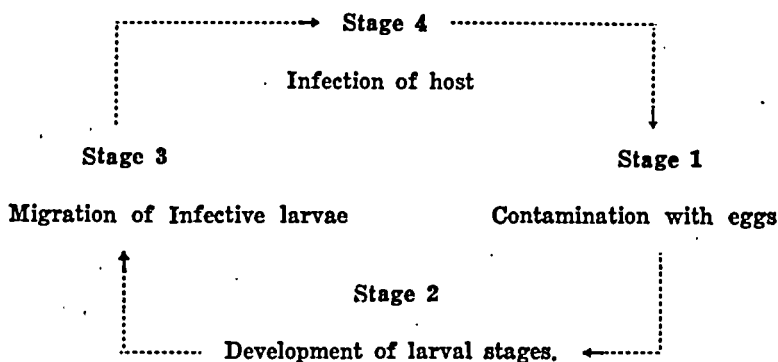 Stage 4
Infection of host
Stage 3
Stage 1
Migration of Infective larvae
Contamination with eggs
Stage 2
Development of larval stages.